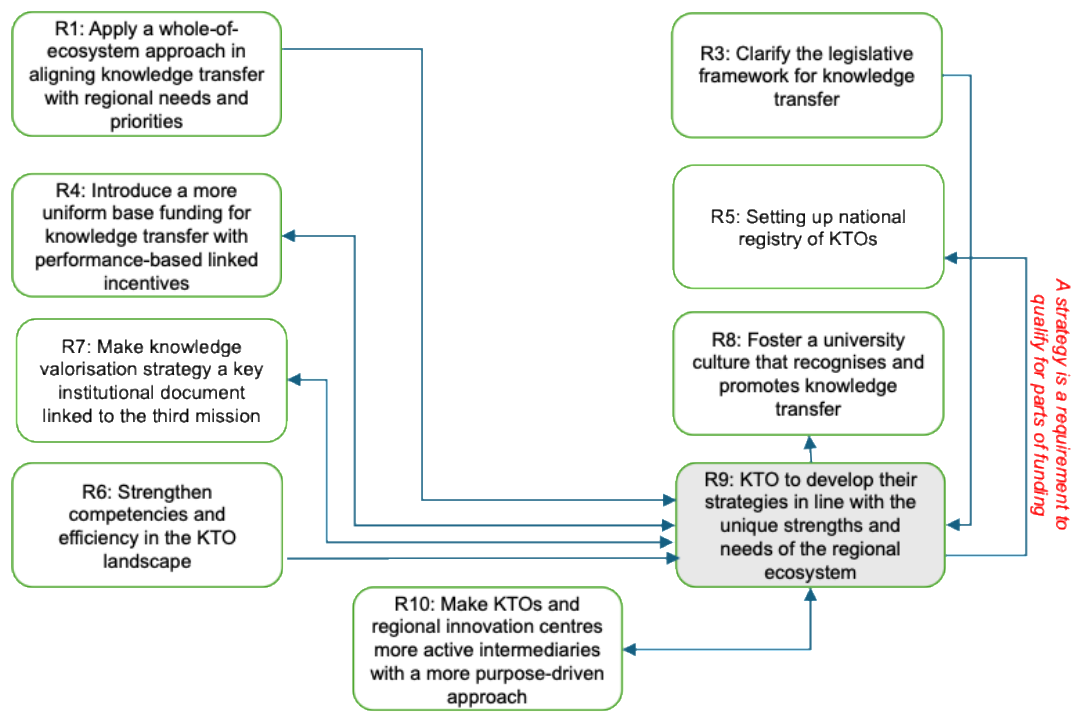 R1: Apply a whole-of-
ecosystem approach in
aligning knowledge transfer
with regional needs and
priorities
R3: Clarify the legislative
framework for knowledge
transfer
R4: Introduce a more
uniform base funding for
knowledge transfer with
performance-based linked
incentives
R5: Setting up national
registry of KTOs
R7: Make knowledge
valorisation strategy a key
institutional document
linked to the third mission
R8: Foster a university
culture that recognises and
promotes knowledge
transfer
A strategy is a requirement to
qualify for parts of funding
R6: Strengthen
competencies and
efficiency in the KTO
landscape
R9: KTO to develop their
strategies in line with the
unique strengths and
needs of the regional
ecosystem
R10: Make KTOs and
regional innovation centres
more active intermediaries
with a more purpose-driven
approach